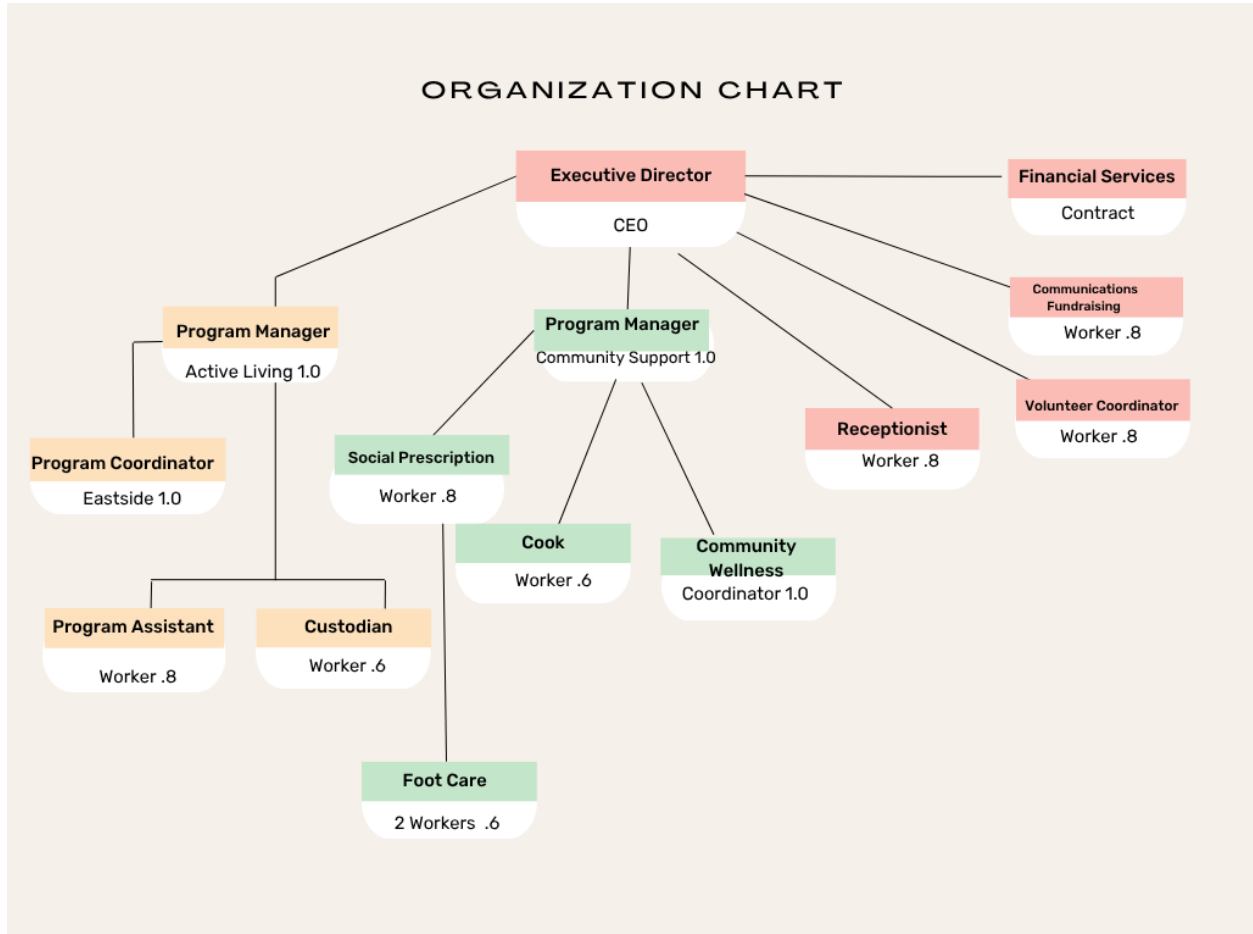 ORGANIZATION CHART
Executive Director
CEO
Financial Services
Contract
Communications
Fundraising
Worker .8
Program Manager
Active Living 1.0
Program Manager
Community Support 1.0
Volunteer Coordinator
Worker .8
Receptionist
Worker .8
Program Coordinator
Eastside 1.0
Social Prescription
Worker .8
Cook
Worker .6
Community
Wellness
Coordinator 1.0
Program Assistant
Worker .8
Custodian
Worker .6
Foot Care
2 Workers .6